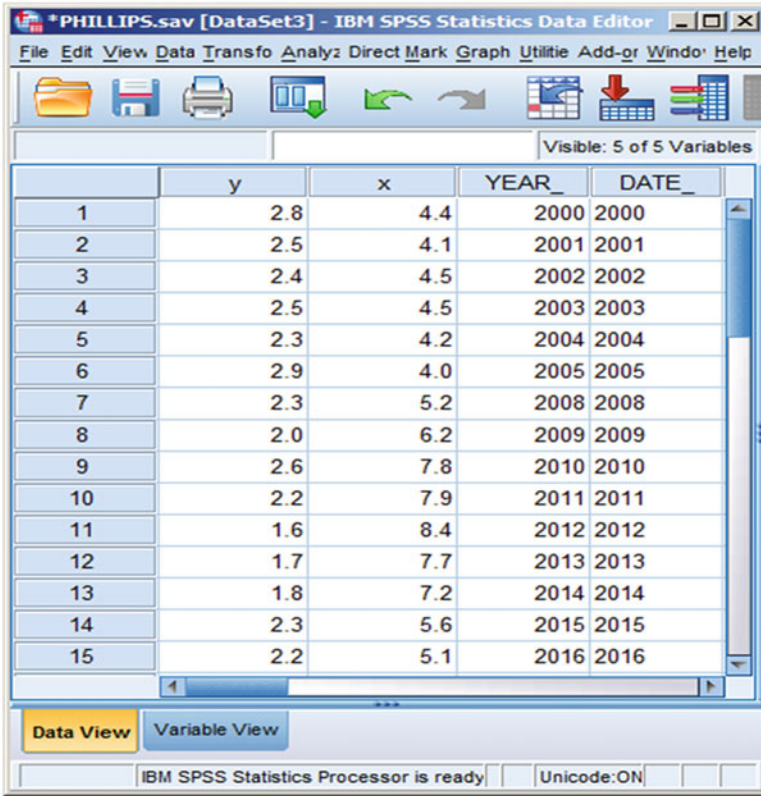 *PHILLIPS.sav [DataSet3] - IBM SPSS Statistics Data Editor
File Edit View Data Transfo Analyz Direct Mark Graph Utilitie Add-or Windo Help
Visible: 5 of 5 Variables
y x YEAR_ DATE_
1 2.8 4.4 2000 2000
2 2.5 4.1 2001 2001
3 2.4 4.5 2002 2002
4 2.5 4.5 2003 2003
5 2.3 4.2 2004 2004
6 2.9 4.0 2005 2005
7 2.3 5.2 2008 2008
8 2.0 6.2 2009 2009
9 2.6 7.8 2010 2010
10 2.2 7.9 2011 2011
11 1.6 8.4 2012 2012
12 1.7 7.7 2013 2013
13 1.8 7.2 2014 2014
14 2.3 5.6 2015 2015
15 2.2 5.1 2016 2016
Data View Variable View
IBM SPSS Statistics Processor is ready Unicode:ON